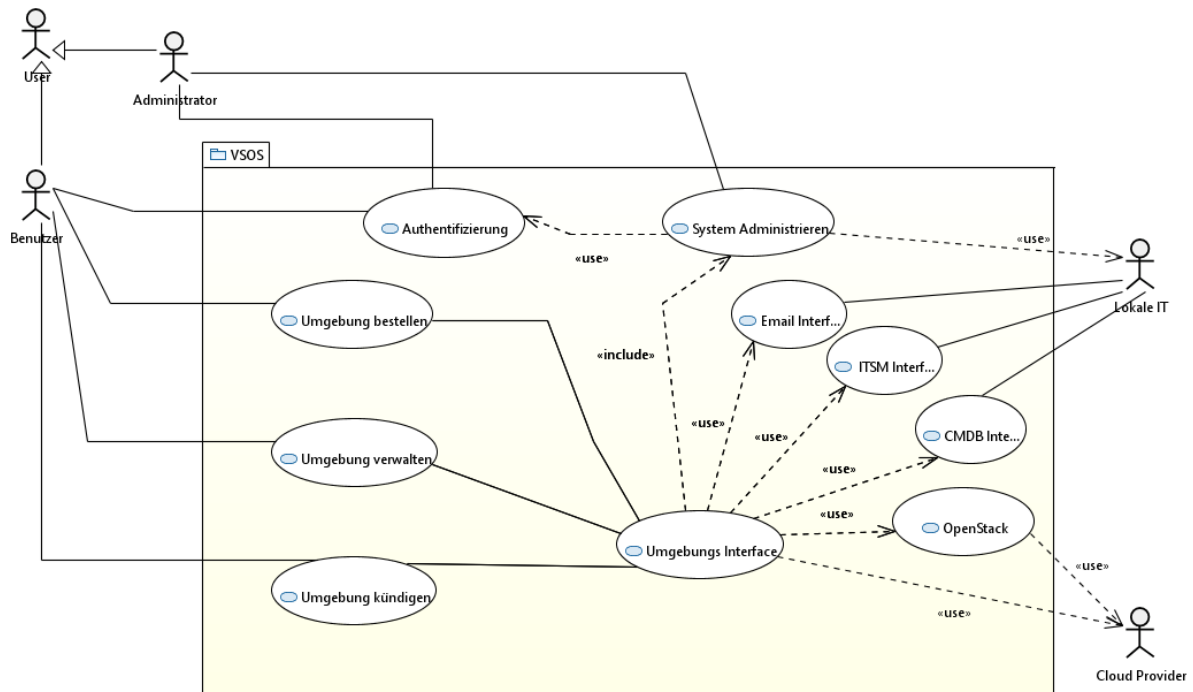 User
Administrator
VSOS
Benutzer
Authentifizierung
System Administrieren
«use»
«use»
Lokale IT
Umgebung bestellen
Email Interf...
«include»
ITSM Interf...
«use»
«use»
CMDB Inte...
Umgebung verwalten
«use»
«use»
OpenStack
Umgebungs Interface
«use»
Umgebung kündigen
«use»
Cloud Provider